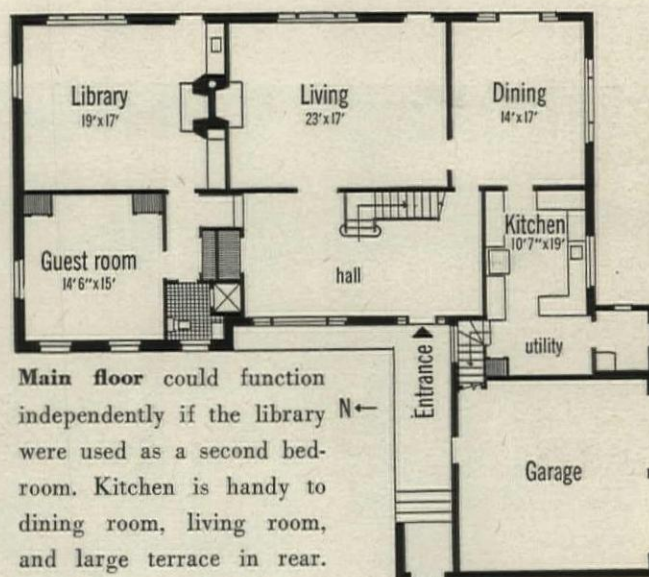 Library
19'x17'
Living
23'x17'
Dining
14'x17'
Guest room
14'6"x15'
hall
Kitchen
10'7"x19'
utility
Entrance
N
Garage
Main floor could function
independently if the library
were used as a second bed-
room. Kitchen is handy to
dining room, living room,
and large terrace in rear.